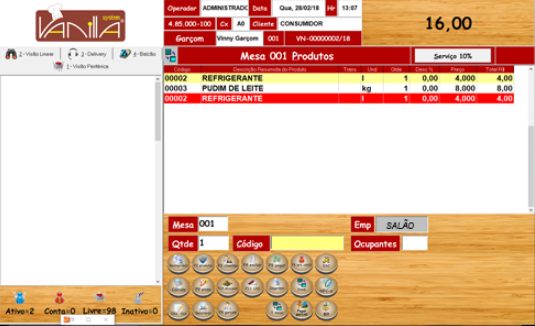 Vanilla
systems
Operador ADMINISTRADO Data Qua, 28/02/18 Hr 13:07
4.85.000-100 Cx A0 Cliente CONSUMIDOR
Garçom Vinny Garçom 001 VN-00000002/18
16,00
2 - Visão Linear
3 - Delivery
4 - Balcão
1 - Visão Periférica
Mesa 001 Produtos
Serviço 10%
Código Descrição Resumida do Produto Trans Und Qtde Desc.% Preço Total R$
00002 REFRIGERANTE I 1 0,00 4,000 4,00
00003 PUDIM DE LEITE kg 1 0,00 8,000 8,00
00002 REFRIGERANTE I 1 0,00 4,000 4,00
Mesa 001
Emp SALÃO
Qtde 1 Código
Ocupantes
Ativo=2 Conta=0 Livre=98 Inativo=0